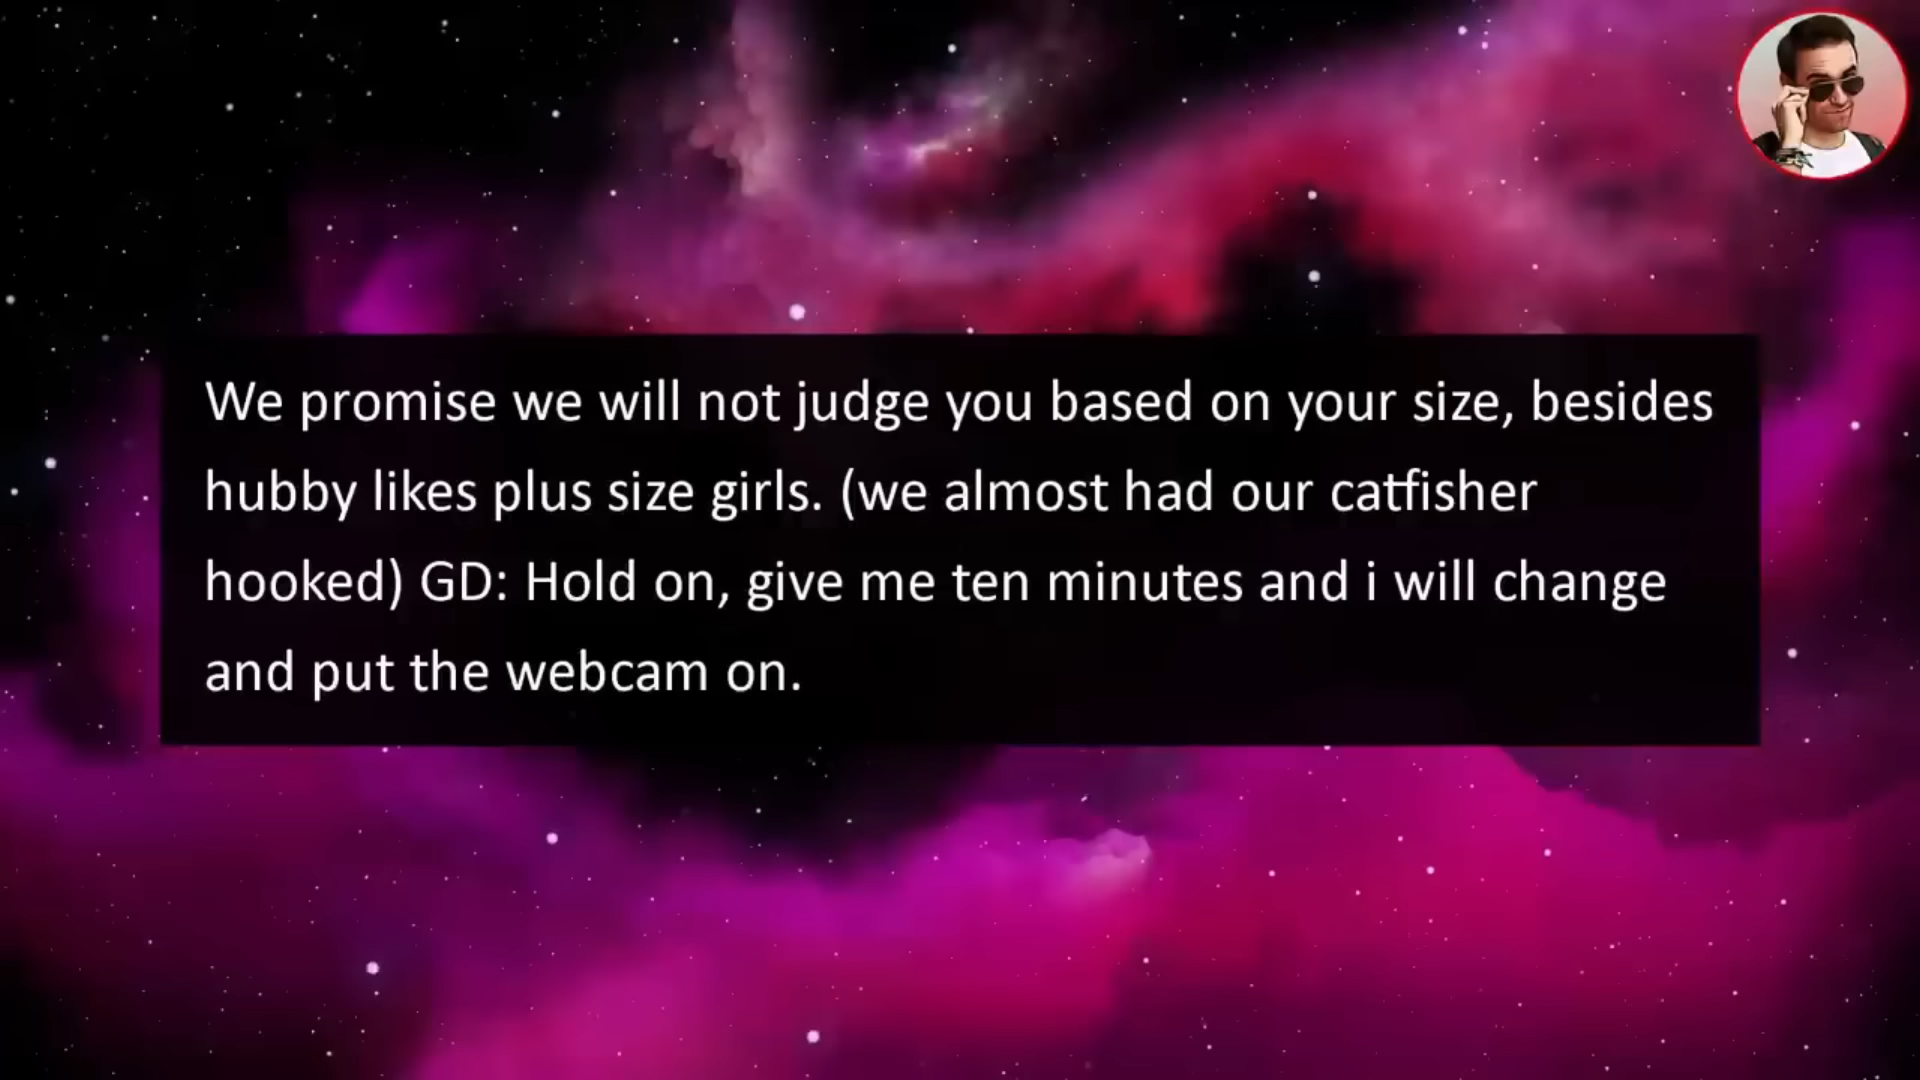 We promise we will not judge you based on your size, besides
hubby likes plus size girls. (we almost had our catfisher
hooked) GD: Hold on, give me ten minutes and i will change
and put the webcam on.